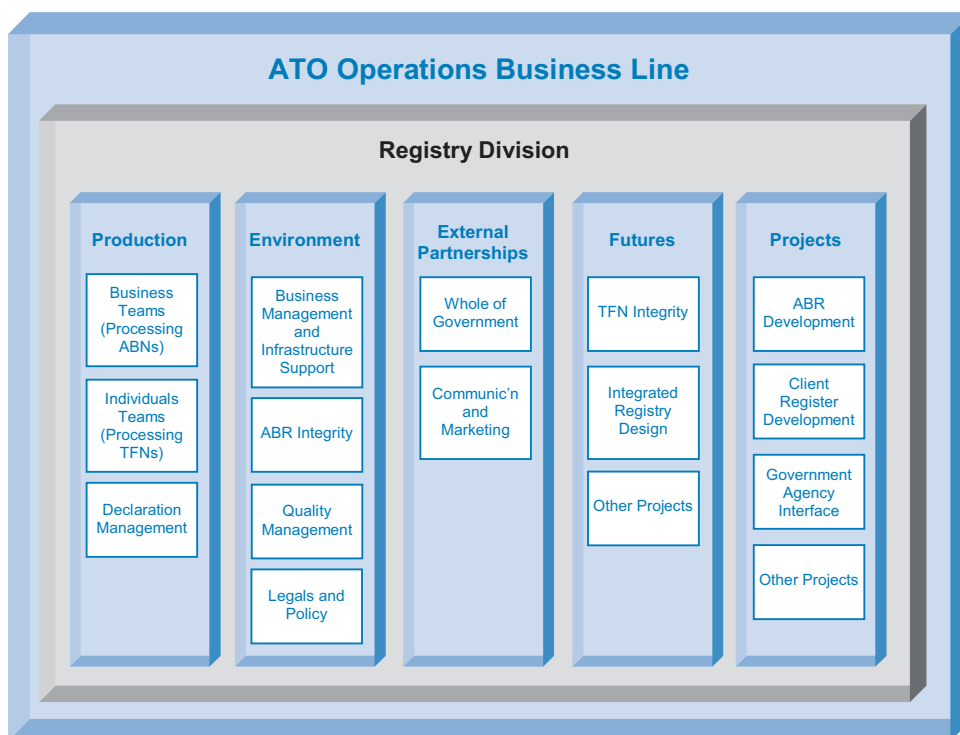 ATO Operations Business Line
Registry Division
Production
Business
Teams
(Processing
ABNs)
Individuals
Teams
(Processing
TFNs)
Declaration
Management
Environment
Business
Management
and
Infrastructure
Support
ABR Integrity
Quality
Management
Legals and
Policy
External
Partnerships
Whole of
Government
Communic'n
and
Marketing
Futures
TFN Integrity
Integrated
Registry
Design
Other Projects
Projects
ABR
Development
Client
Register
Development
Government
Agency
Interface
Other Projects